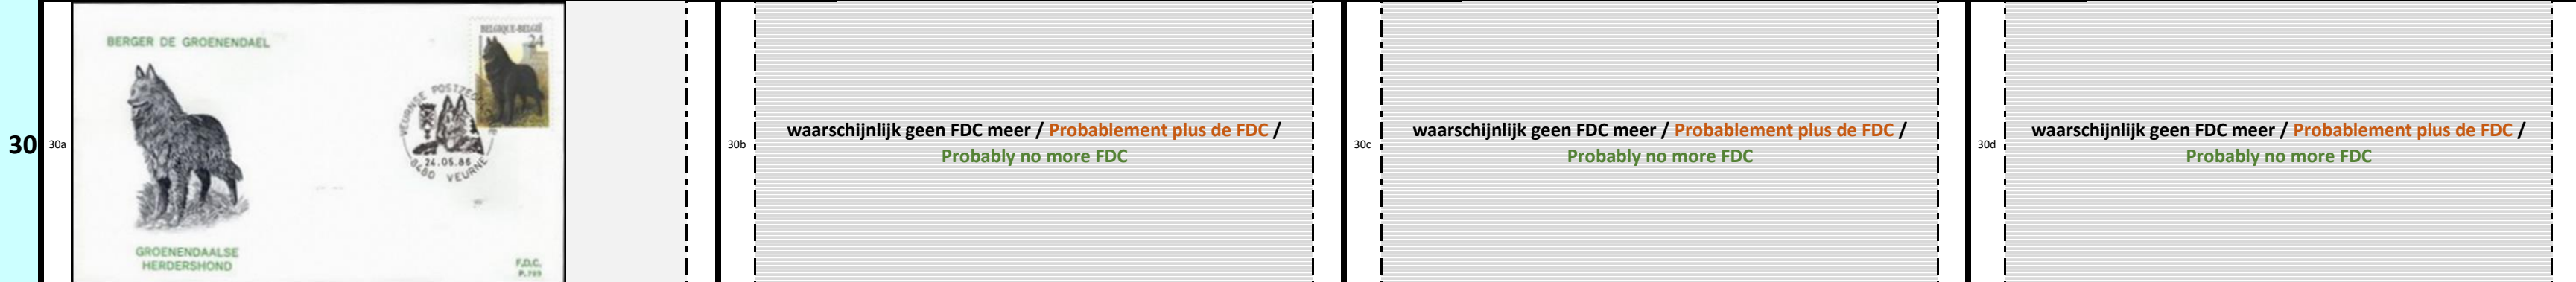 30
30a
BERGER DE GROENENDAEL
BELGIQUE-BELGIË
24
24.05.86
8480 VEURNE
GROENENDAALSE
HERDERSHOND
F.D.C.
P.789
30b
waarschijnlijk geen FDC meer / Probablement plus de FDC /
Probably no more FDC
30c
waarschijnlijk geen FDC meer / Probablement plus de FDC /
Probably no more FDC
30d
waarschijnlijk geen FDC meer / Probablement plus de FDC /
Probably no more FDC